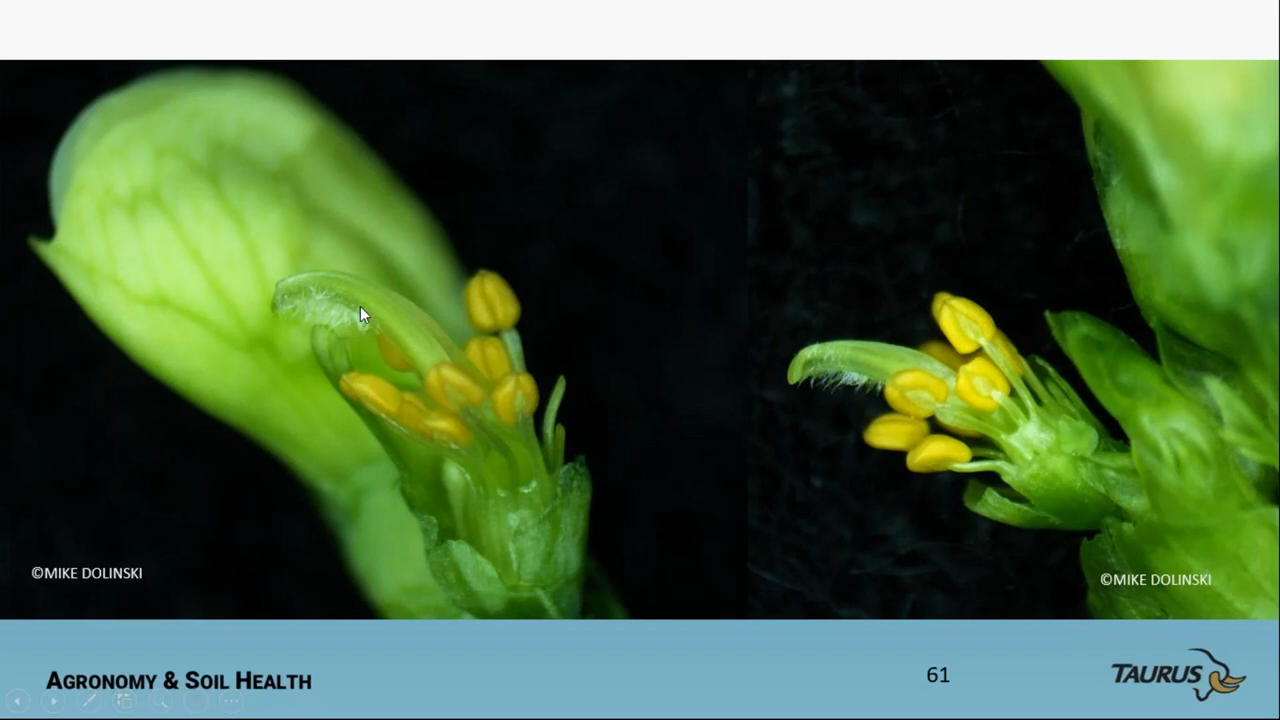 ©MIKE DOLINSKI
©MIKE DOLINSKI
AGRONOMY & SOIL HEALTH
61
TAURUS